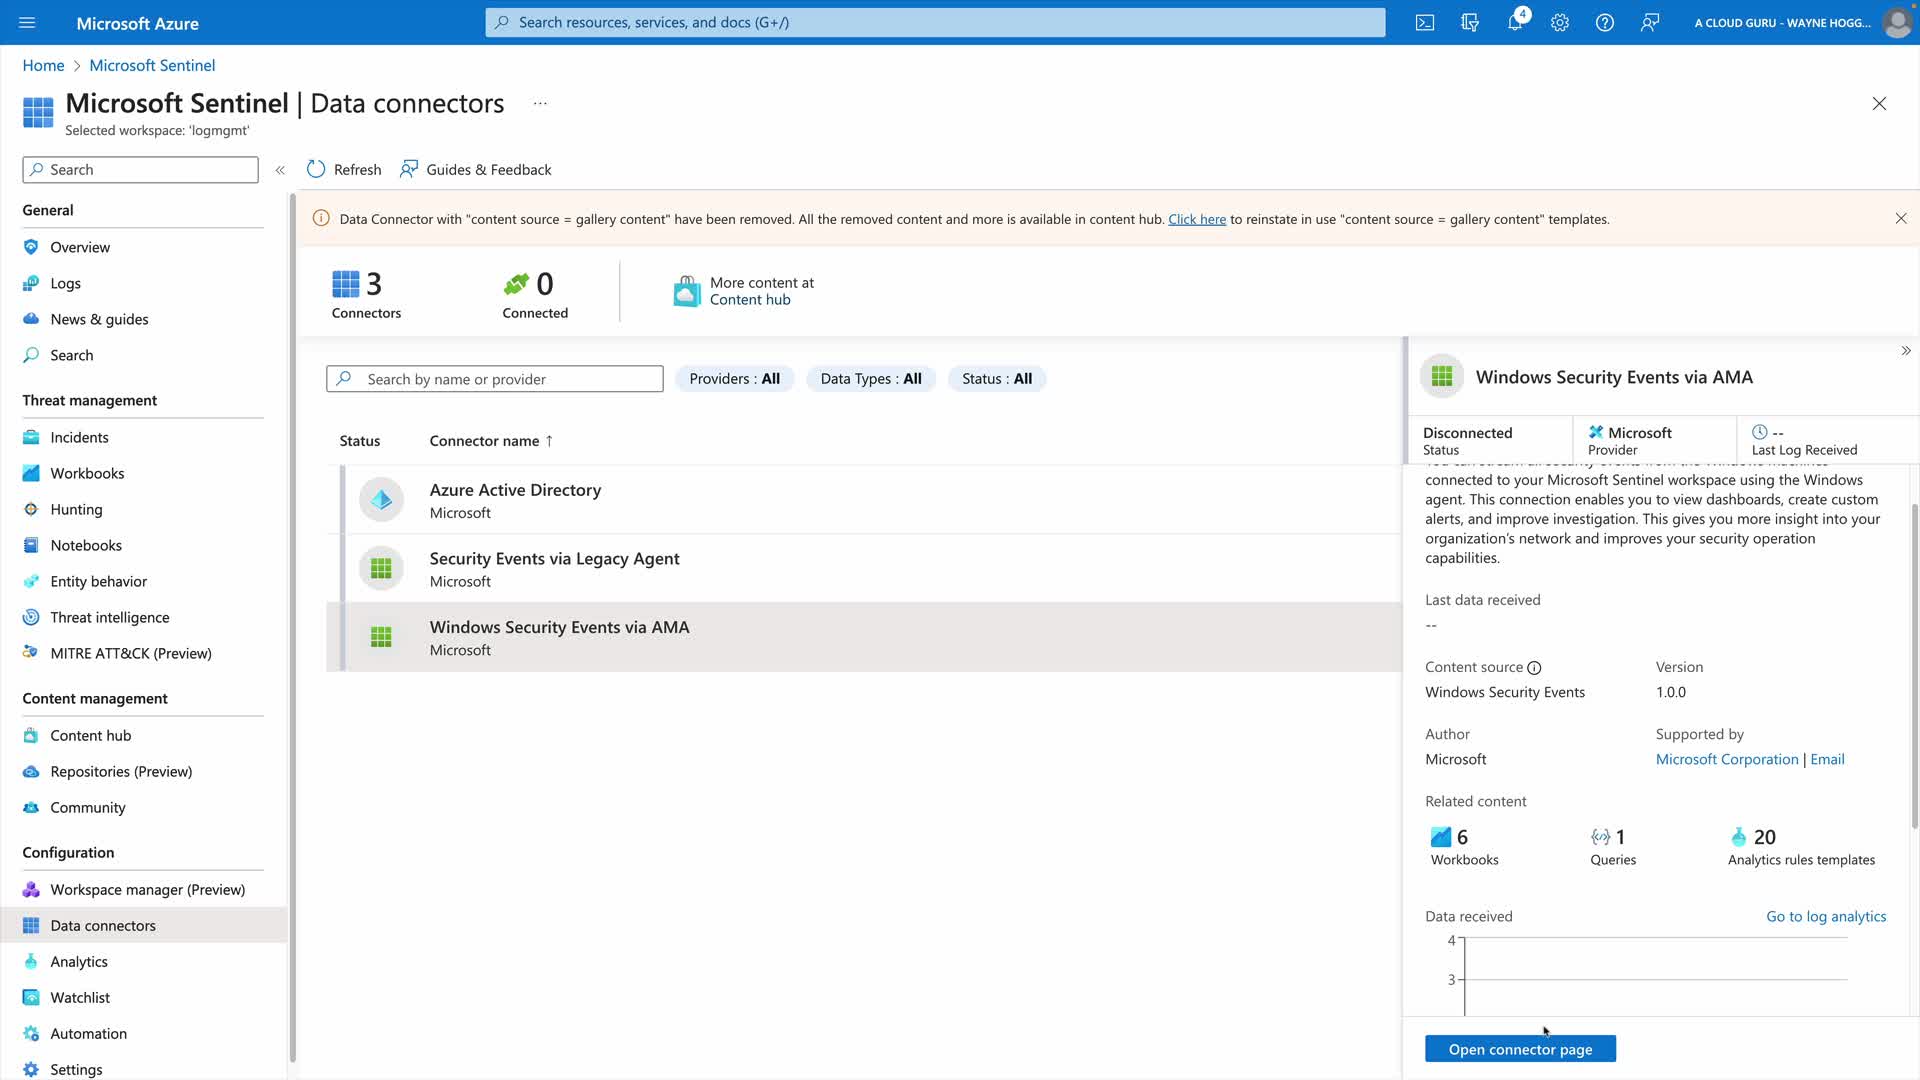 Microsoft Azure
Search resources, services, and docs (G+/)
4
A CLOUD GURU - WAYNE HOGG...
Home > Microsoft Sentinel
Microsoft Sentinel | Data connectors ...
Selected workspace: 'logmgmt'
Search
«
Refresh
Guides & Feedback
General
Overview
Logs
News & guides
Search
Threat management
Incidents
Workbooks
Hunting
Notebooks
Entity behavior
Threat intelligence
MITRE ATT&CK (Preview)
Content management
Content hub
Repositories (Preview)
Community
Configuration
Workspace manager (Preview)
Data connectors
Analytics
Watchlist
Automation
Settings
Data Connector with "content source = gallery content" have been removed. All the removed content and more is available in content hub. Click here to reinstate in use "content source = gallery content" templates.
3
Connectors
0
Connected
More content at
Content hub
Search by name or provider
Providers : All
Data Types : All
Status : All
Status
Connector name ↑
Azure Active Directory
Microsoft
Security Events via Legacy Agent
Microsoft
Windows Security Events via AMA
Microsoft
»
Windows Security Events via AMA
Disconnected
Status
Microsoft
Provider
--
Last Log Received
You can stream all security events from the Windows machines
connected to your Microsoft Sentinel workspace using the Windows
agent. This connection enables you to view dashboards, create custom
alerts, and improve investigation. This gives you more insight into your
organization's network and improves your security operation
capabilities.
Last data received
--
Content source
Windows Security Events
Version
1.0.0
Author
Microsoft
Supported by
Microsoft Corporation | Email
Related content
6
Workbooks
1
Queries
20
Analytics rules templates
Data received
Go to log analytics
4
3
Open connector page